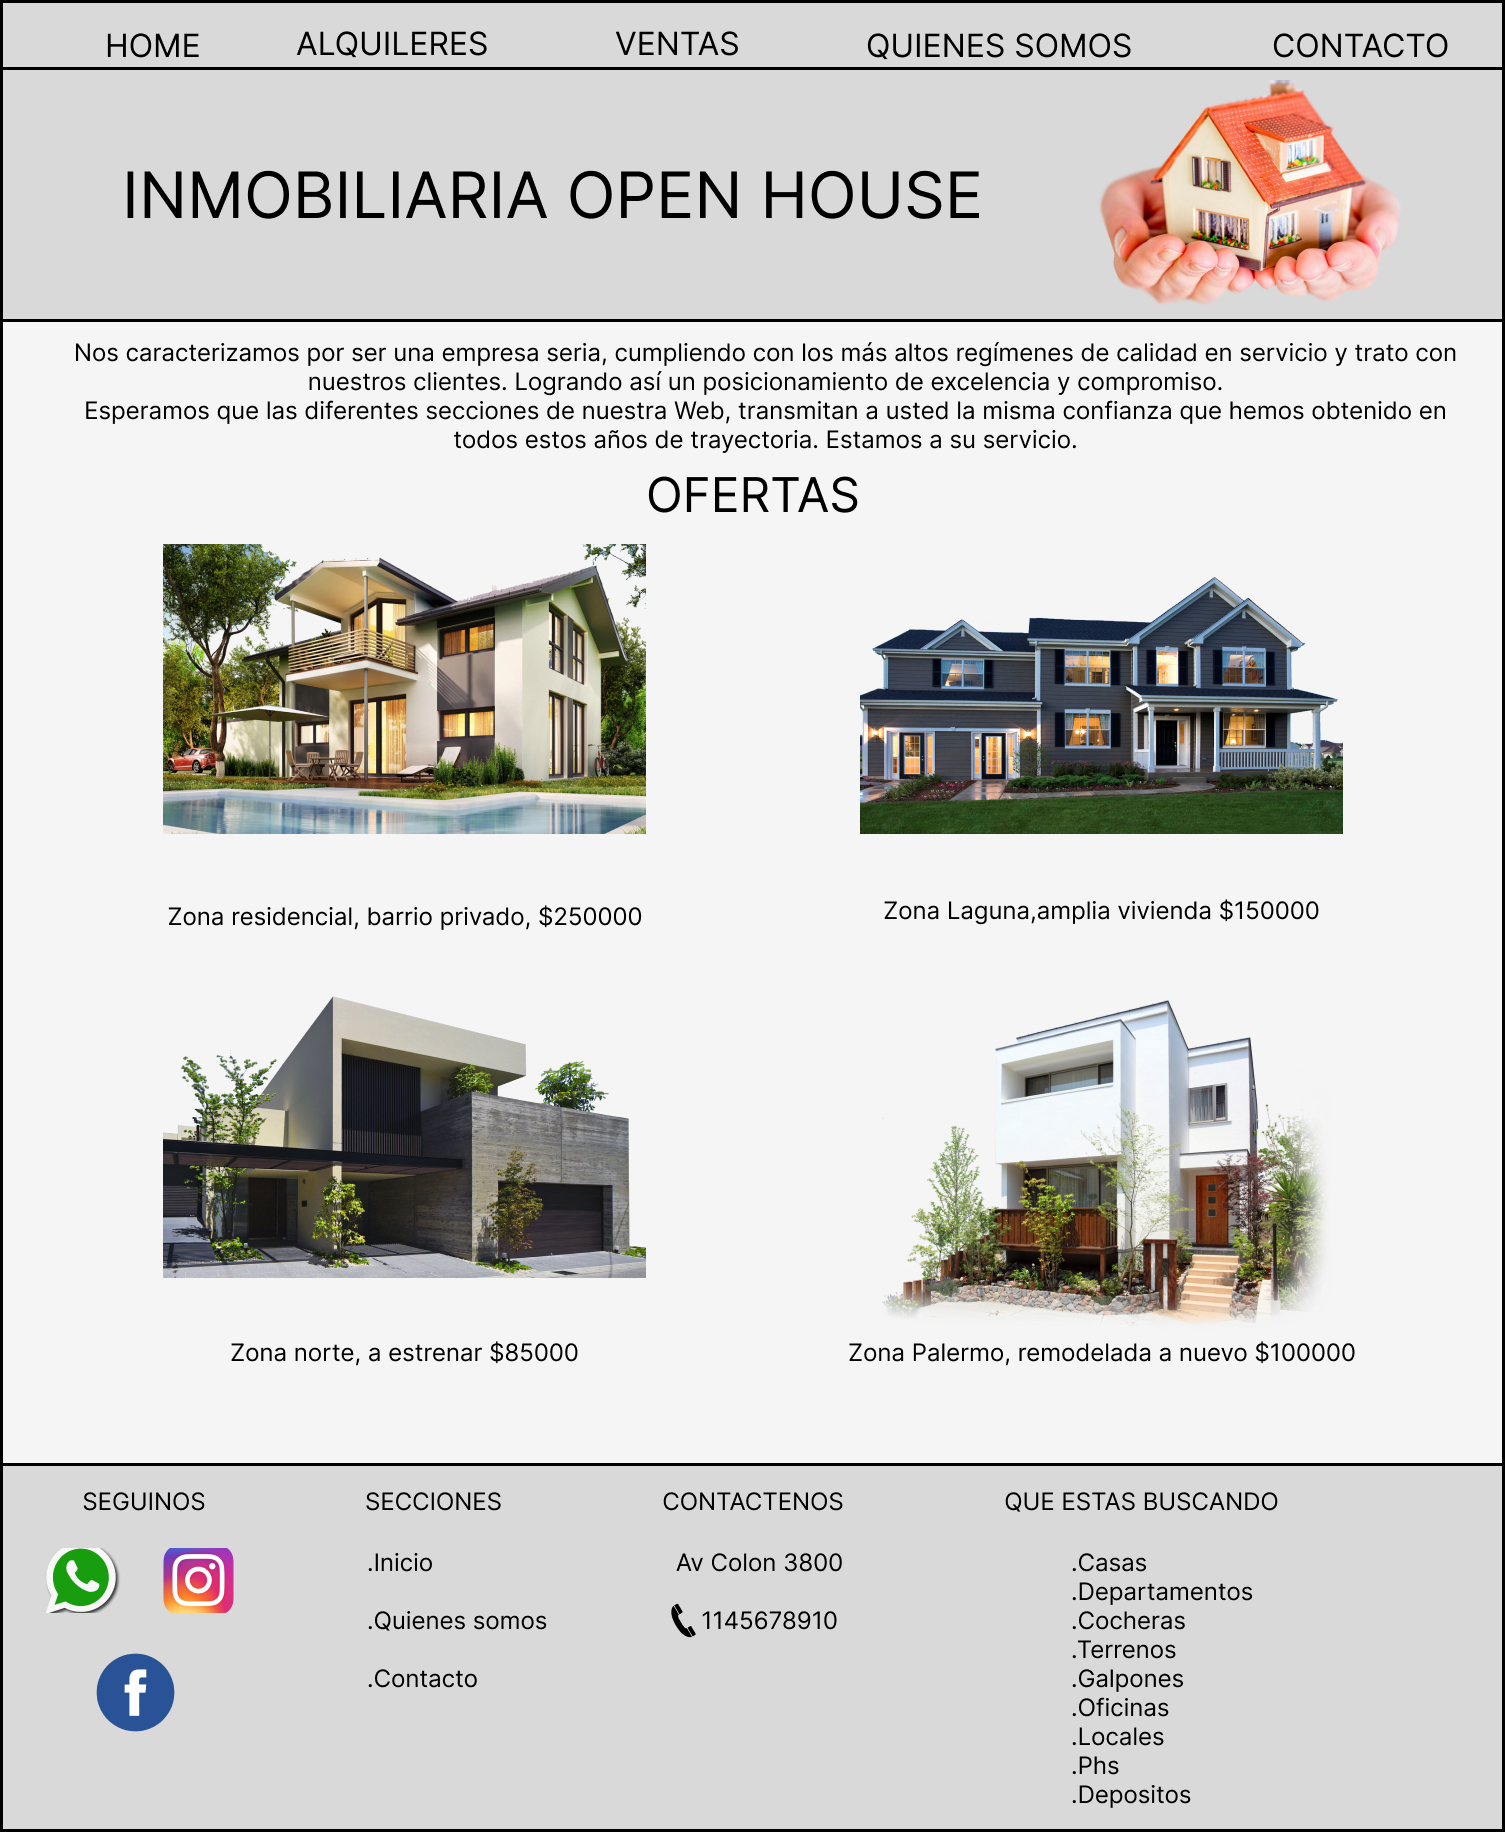 HOME
ALQUILERES
VENTAS
QUIENES SOMOS
CONTACTO
INMOBILIARIA OPEN HOUSE
Nos caracterizamos por ser una empresa seria, cumpliendo con los más altos regímenes de calidad en servicio y trato con
nuestros clientes. Logrando así un posicionamiento de excelencia y compromiso.
Esperamos que las diferentes secciones de nuestra Web, transmitan a usted la misma confianza que hemos obtenido en
todos estos años de trayectoria. Estamos a su servicio.
OFERTAS
Zona residencial, barrio privado, $250000
Zona Laguna,amplia vivienda $150000
Zona norte, a estrenar $85000
Zona Palermo, remodelada a nuevo $100000
SEGUINOS
SECCIONES
.Inicio
.Quienes somos
.Contacto
CONTACTENOS
Av Colon 3800
1145678910
QUE ESTAS BUSCANDO
.Casas
.Departamentos
.Cocheras
.Terrenos
.Galpones
.Oficinas
.Locales
.Phs
.Depositos